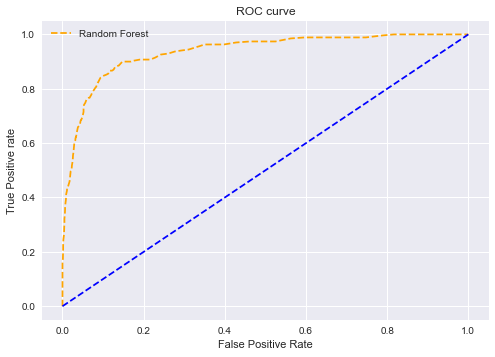 ROC curve
Random Forest
True Positive rate
1.0
0.8
0.6
0.4
0.2
0.0
0.0 0.2 0.4 0.6 0.8 1.0
False Positive Rate